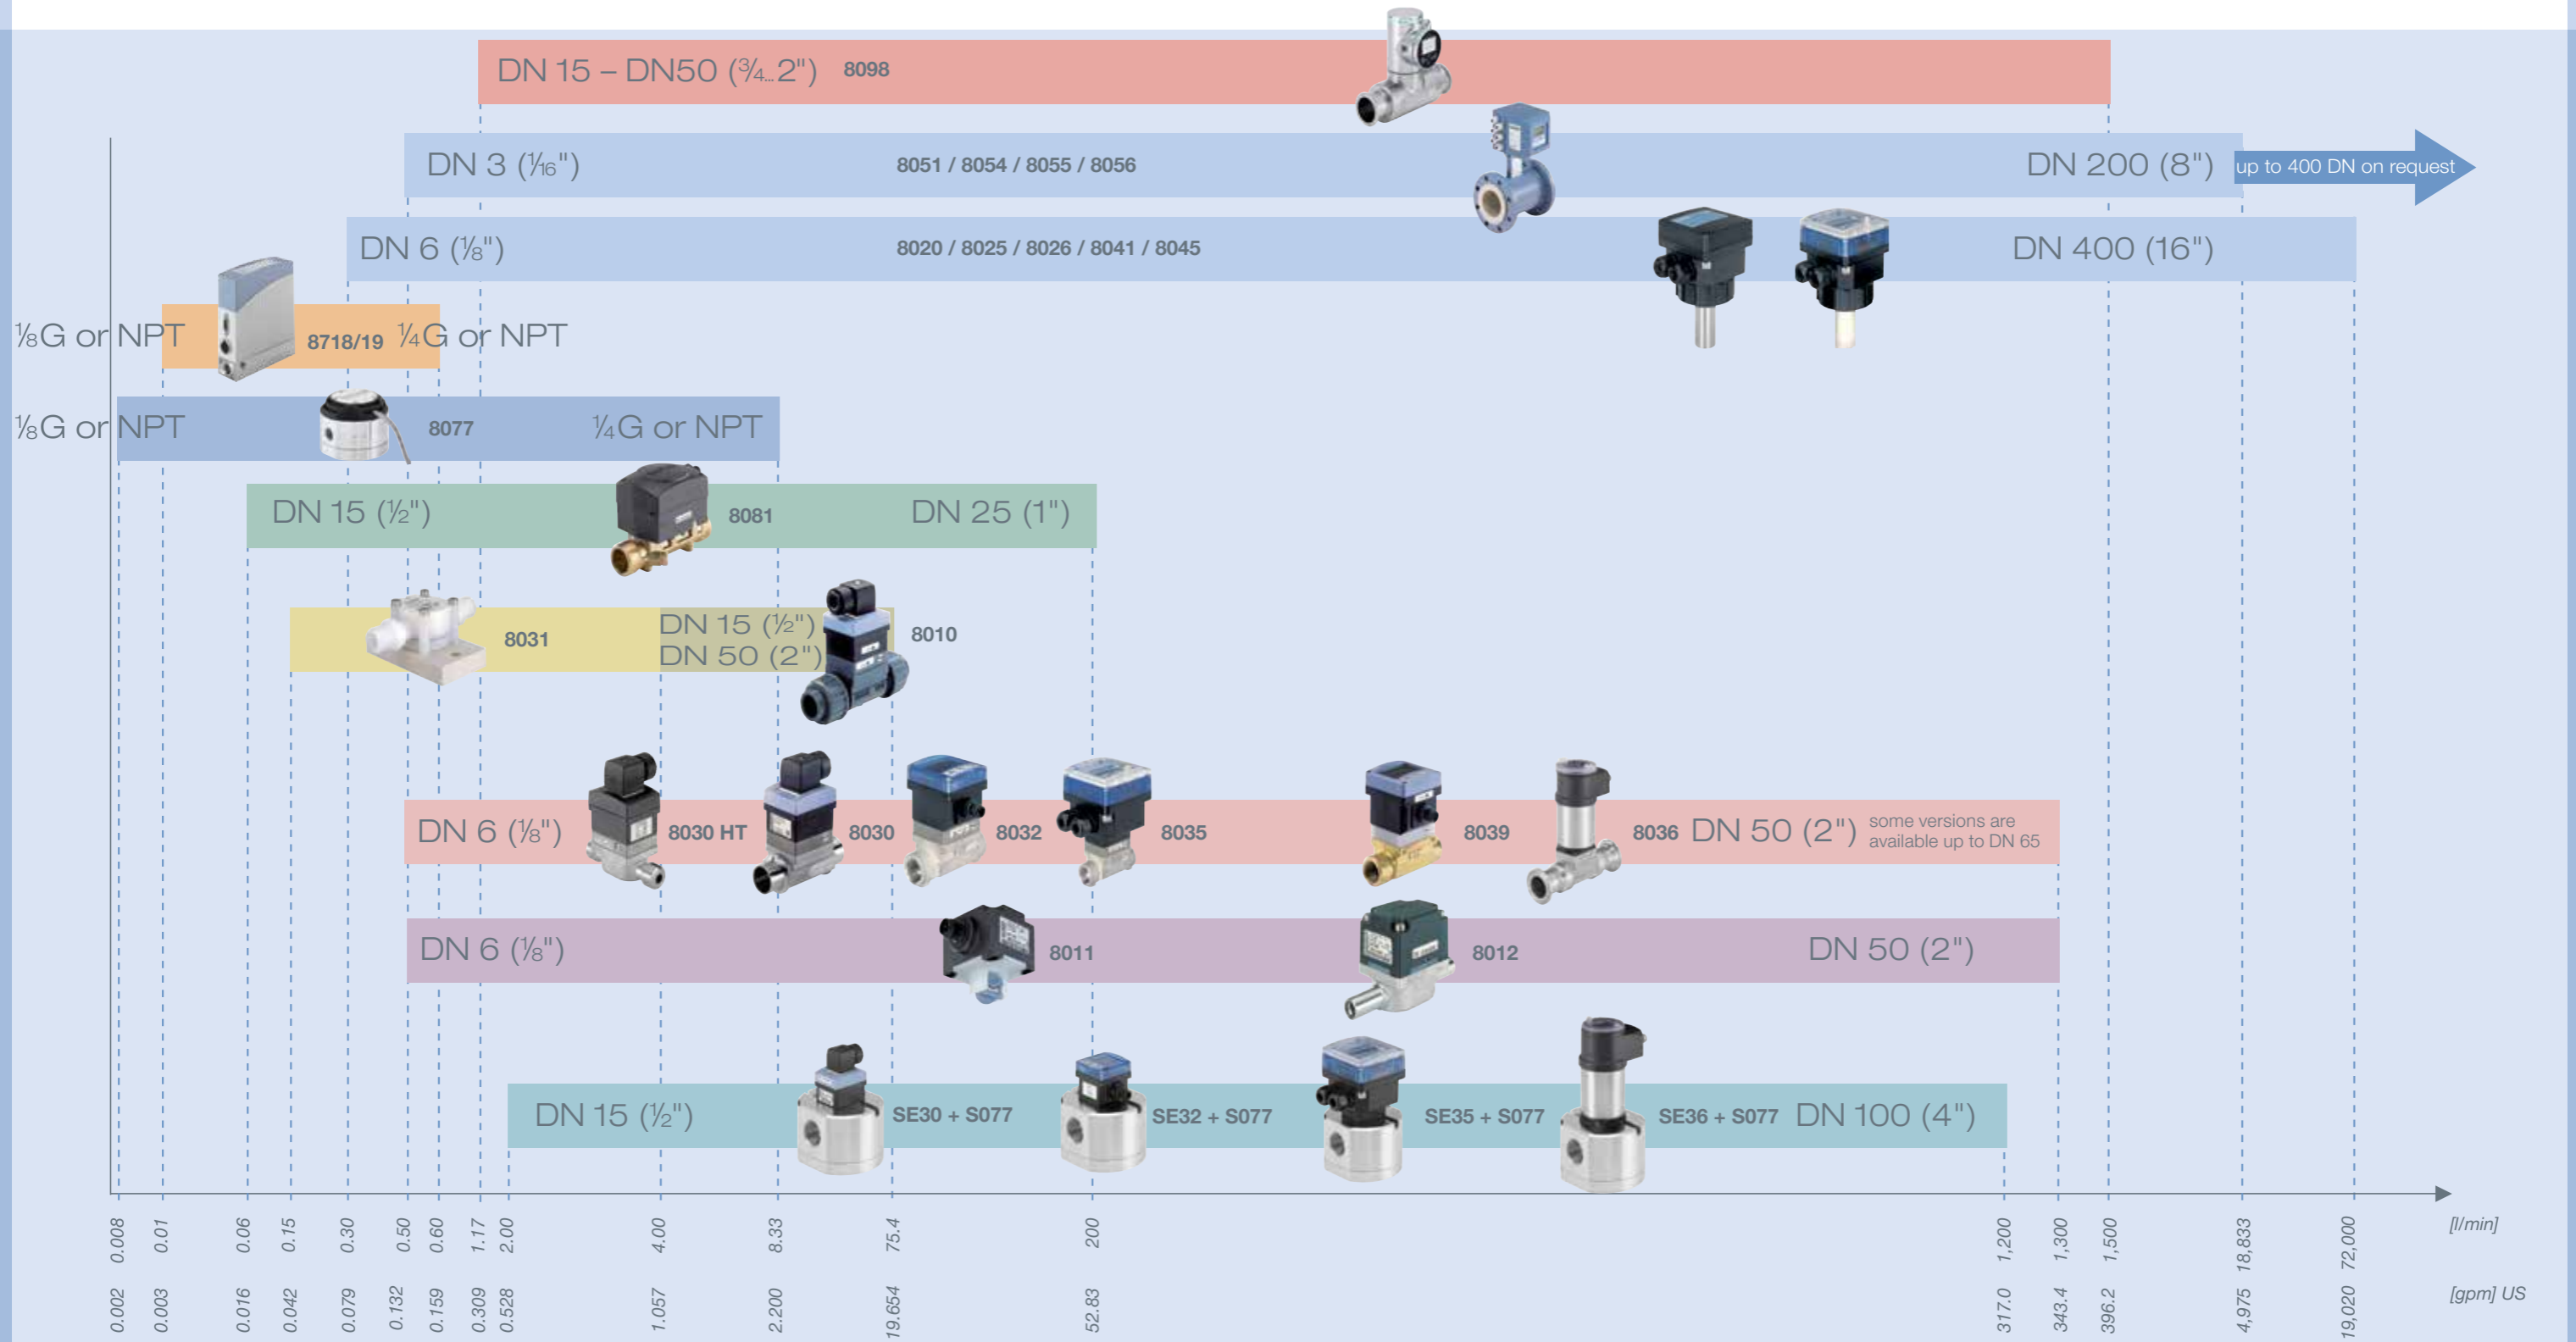 DN 15 – DN50 (¾...2") 8098
DN 3 (1⁄16") 8051 / 8054 / 8055 / 8056 DN 200 (8") up to 400 DN on request
DN 6 (⅛") 8020 / 8025 / 8026 / 8041 / 8045 DN 400 (16")
⅛G or NPT 8718/19 ¼G or NPT
⅛G or NPT 8077 ¼G or NPT
DN 15 (½") 8081 DN 25 (1")
8031 DN 15 (½") 8010
DN 50 (2")
DN 6 (⅛") 8030 HT 8030 8032 8035 8039 8036 DN 50 (2") some versions are
available up to DN 65
DN 6 (⅛") 8011 8012 DN 50 (2")
DN 15 (½") SE30 + S077 SE32 + S077 SE35 + S077 SE36 + S077 DN 100 (4")
0.008 0.01 0.06 0.15 0.30 0.50 0.60 1.17 2.00 4.00 8.33 75.4 200 1,200 1,300 1,500 18,833 72,000 [l/min]
0.002 0.003 0.016 0.042 0.079 0.132 0.159 0.309 0.528 1.057 2.200 19.654 52.83 317.0 343.4 396.2 4,975 19,020 [gpm] US